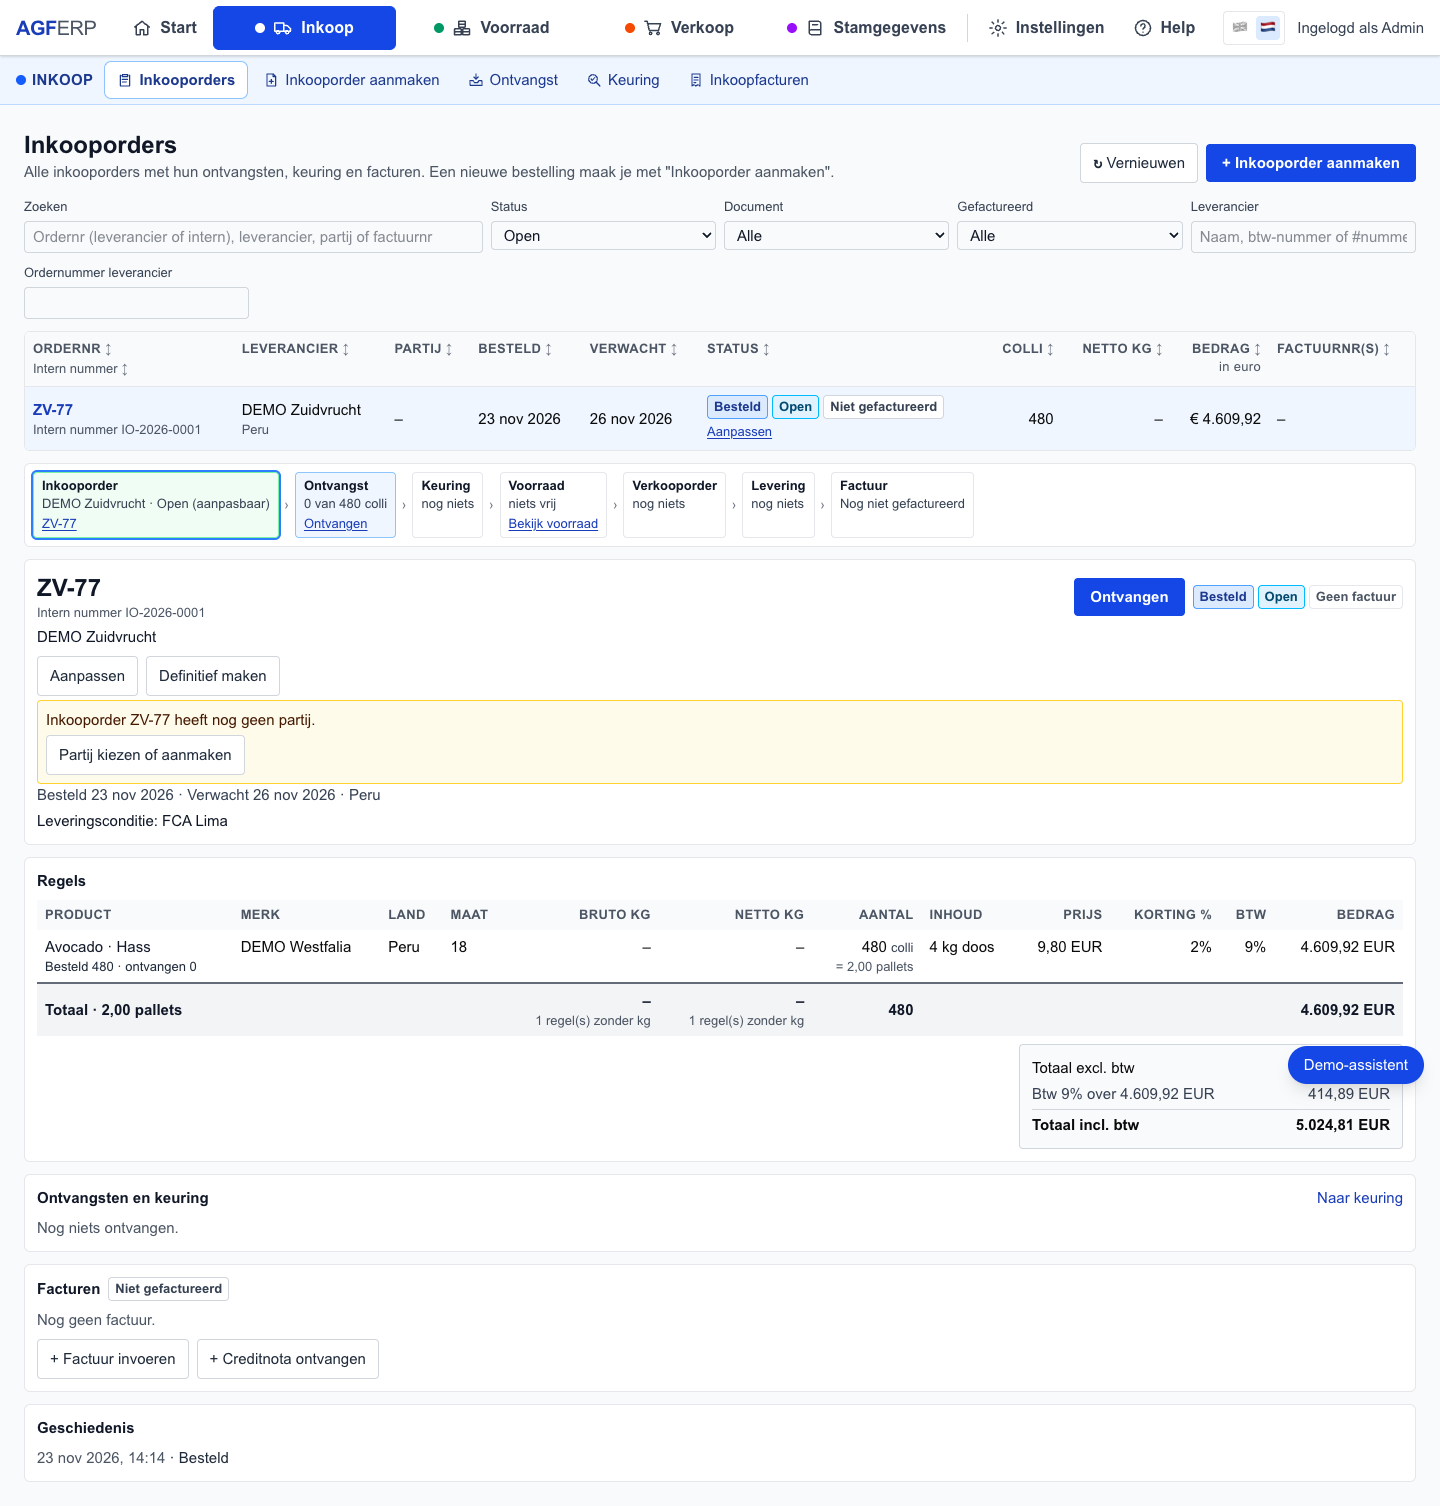 AGFERP Start Inkoop Voorraad Verkoop Stamgegevens Instellingen Help Ingelogd als Admin
INKOOP Inkooporders Inkooporder aanmaken Ontvangst Keuring Inkoopfacturen
Inkooporders
Alle inkooporders met hun ontvangsten, keuring en facturen. Een nieuwe bestelling maak je met "Inkooporder aanmaken".
↻ Vernieuwen + Inkooporder aanmaken
Zoeken Status Document Gefactureerd Leverancier
Ordernr (leverancier of intern), leverancier, partij of factuurnr Open Alle Alle Naam, btw-nummer of #numme
Ordernummer leverancier
ORDERNR ↕ LEVERANCIER ↕ PARTIJ ↕ BESTELD ↕ VERWACHT ↕ STATUS ↕ COLLI ↕ NETTO KG ↕ BEDRAG ↕ FACTUURNR(S) ↕
Intern nummer ↕ in euro
ZV-77 DEMO Zuidvrucht – 23 nov 2026 26 nov 2026 Besteld Open Niet gefactureerd 480 – € 4.609,92 –
Intern nummer IO-2026-0001 Peru Aanpassen
Inkooporder › Ontvangst › Keuring › Voorraad › Verkooporder › Levering › Factuur
DEMO Zuidvrucht · Open (aanpasbaar) 0 van 480 colli nog niets niets vrij nog niets nog niets Nog niet gefactureerd
ZV-77 Ontvangen Bekijk voorraad
ZV-77
Intern nummer IO-2026-0001
Ontvangen Besteld Open Geen factuur
DEMO Zuidvrucht
Aanpassen Definitief maken
Inkooporder ZV-77 heeft nog geen partij.
Partij kiezen of aanmaken
Besteld 23 nov 2026 · Verwacht 26 nov 2026 · Peru
Leveringsconditie: FCA Lima
Regels
PRODUCT MERK LAND MAAT BRUTO KG NETTO KG AANTAL INHOUD PRIJS KORTING % BTW BEDRAG
Avocado · Hass DEMO Westfalia Peru 18 – – 480 colli 4 kg doos 9,80 EUR 2% 9% 4.609,92 EUR
Besteld 480 · ontvangen 0 = 2,00 pallets
Totaal · 2,00 pallets – – 480 4.609,92 EUR
1 regel(s) zonder kg 1 regel(s) zonder kg
Totaal excl. btw
Demo-assistent
Btw 9% over 4.609,92 EUR 414,89 EUR
Totaal incl. btw 5.024,81 EUR
Ontvangsten en keuring Naar keuring
Nog niets ontvangen.
Facturen Niet gefactureerd
Nog geen factuur.
+ Factuur invoeren + Creditnota ontvangen
Geschiedenis
23 nov 2026, 14:14 · Besteld